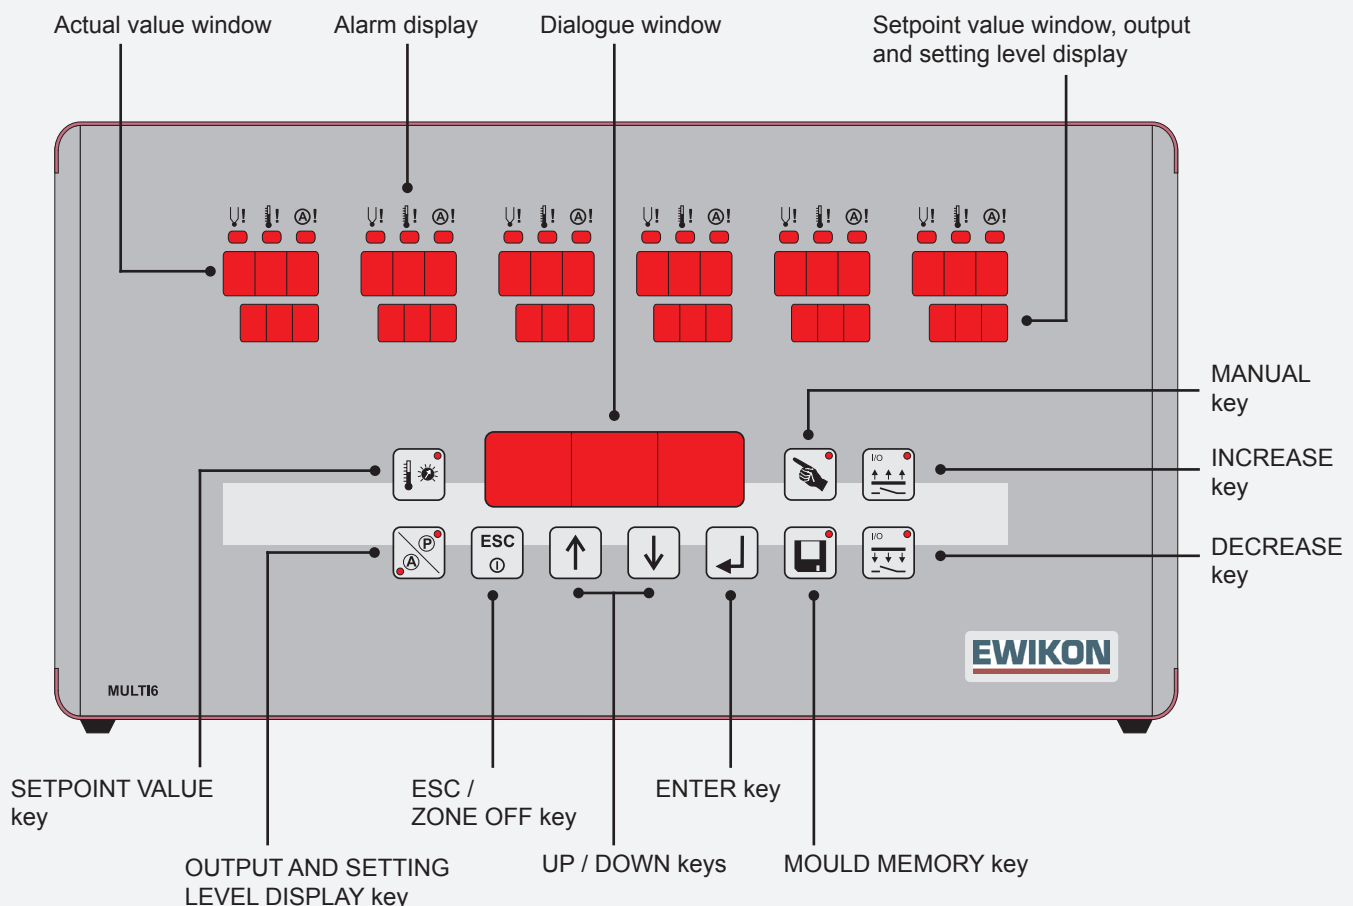 Actual value window
Alarm display
Dialogue window
Setpoint value window, output
and setting level display
! ! A!
! ! A!
! ! A!
! ! A!
! ! A!
! ! A!
MANUAL
key
INCREASE
key
DECREASE
key
I/O
P
A
ESC
I/O
EWIKON
MULTI6
SETPOINT VALUE
key
ESC /
ZONE OFF key
ENTER key
OUTPUT AND SETTING
LEVEL DISPLAY key
UP / DOWN keys
MOULD MEMORY key